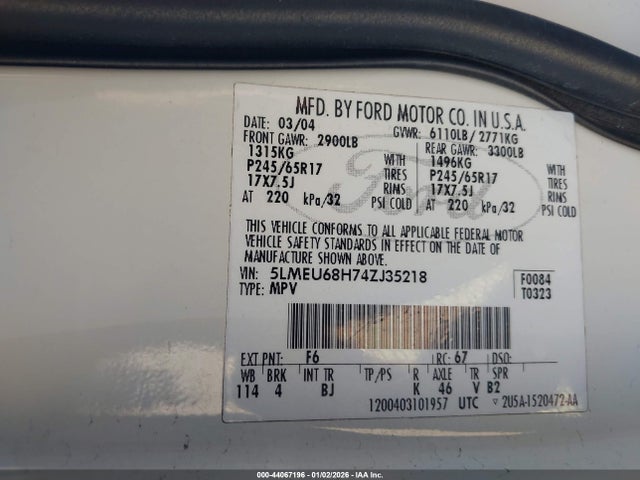 MFD. BY FORD MOTOR CO. IN U.S.A.
DATE: 03/04 GVWR: 6110LB/ 2771KG
FRONT GAWR: 2900LB REAR GAWR: 3300LB
1315KG WITH 1496KG WITH
P245/65R17 TIRES P245/65R17 TIRES
17X7.5J RIMS 17X7.5J RIMS
AT 220 kPa/32 PSI COLD AT 220 kPa/32 PSI COLD
Ford
THIS VEHICLE CONFORMS TO ALL APPLICABLE FEDERAL MOTOR
VEHICLE SAFETY STANDARDS IN EFFECT ON THE DATE OF
MANUFACTURE SHOWN ABOVE.
VIN: 5LMEU68H74ZJ35218 F0084
TYPE: MPV T0323
EXT PNT: F6 RC: 67 DSO:
WB BRK INT TR TP/PS R AXLE TR SPR
114 4 BJ K 46 V B2
1200403101957 UTC ▽ 2U5A-1520472-AA
000-44067196 - 01/02/2026 - IAA Inc.